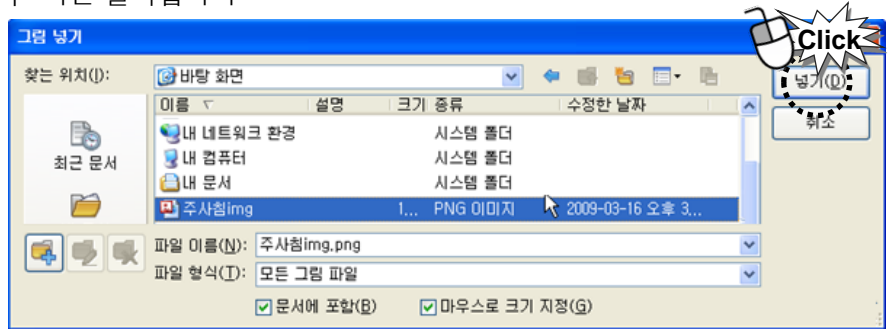 그림 넣기
Click
찾는 위치(I):
바탕 화면
넣기(D)
이름 설명 크기 종류 수정한 날짜
취소
내 네트워크 환경 시스템 폴더
내 컴퓨터 시스템 폴더
최근 문서
내 문서 시스템 폴더
주사침img 1... PNG 이미지 2009-03-16 오후 3...
파일 이름(N): 주사침img.png
파일 형식(T): 모든 그림 파일
문서에 포함(B) 마우스로 크기 지정(G)